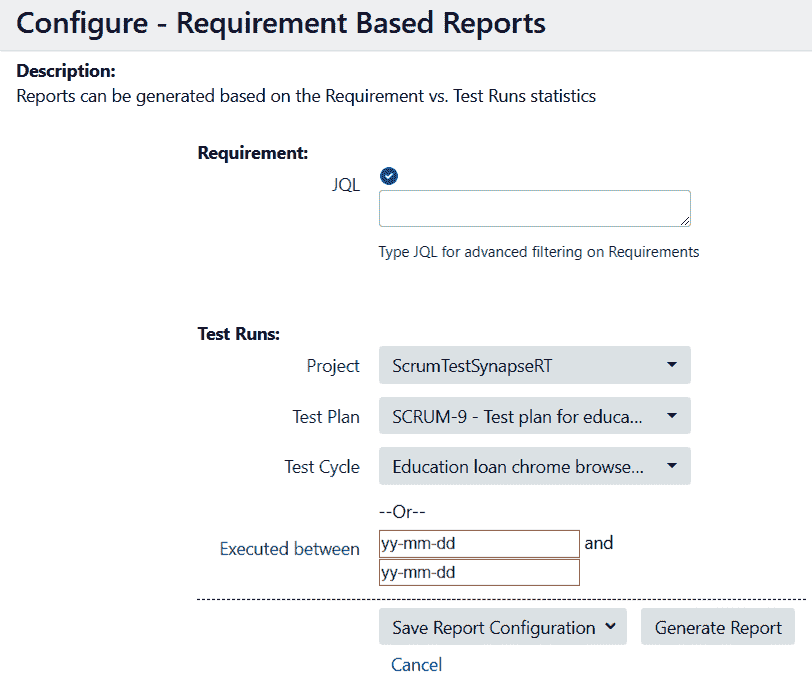 Configure - Requirement Based Reports
Description:
Reports can be generated based on the Requirement vs. Test Runs statistics
Requirement:
JQL
Type JQL for advanced filtering on Requirements
Test Runs:
Project ScrumTestSynapseRT
Test Plan SCRUM-9 - Test plan for educa...
Test Cycle Education loan chrome browse...
--Or--
Executed between yy-mm-dd and
yy-mm-dd
Save Report Configuration Generate Report
Cancel